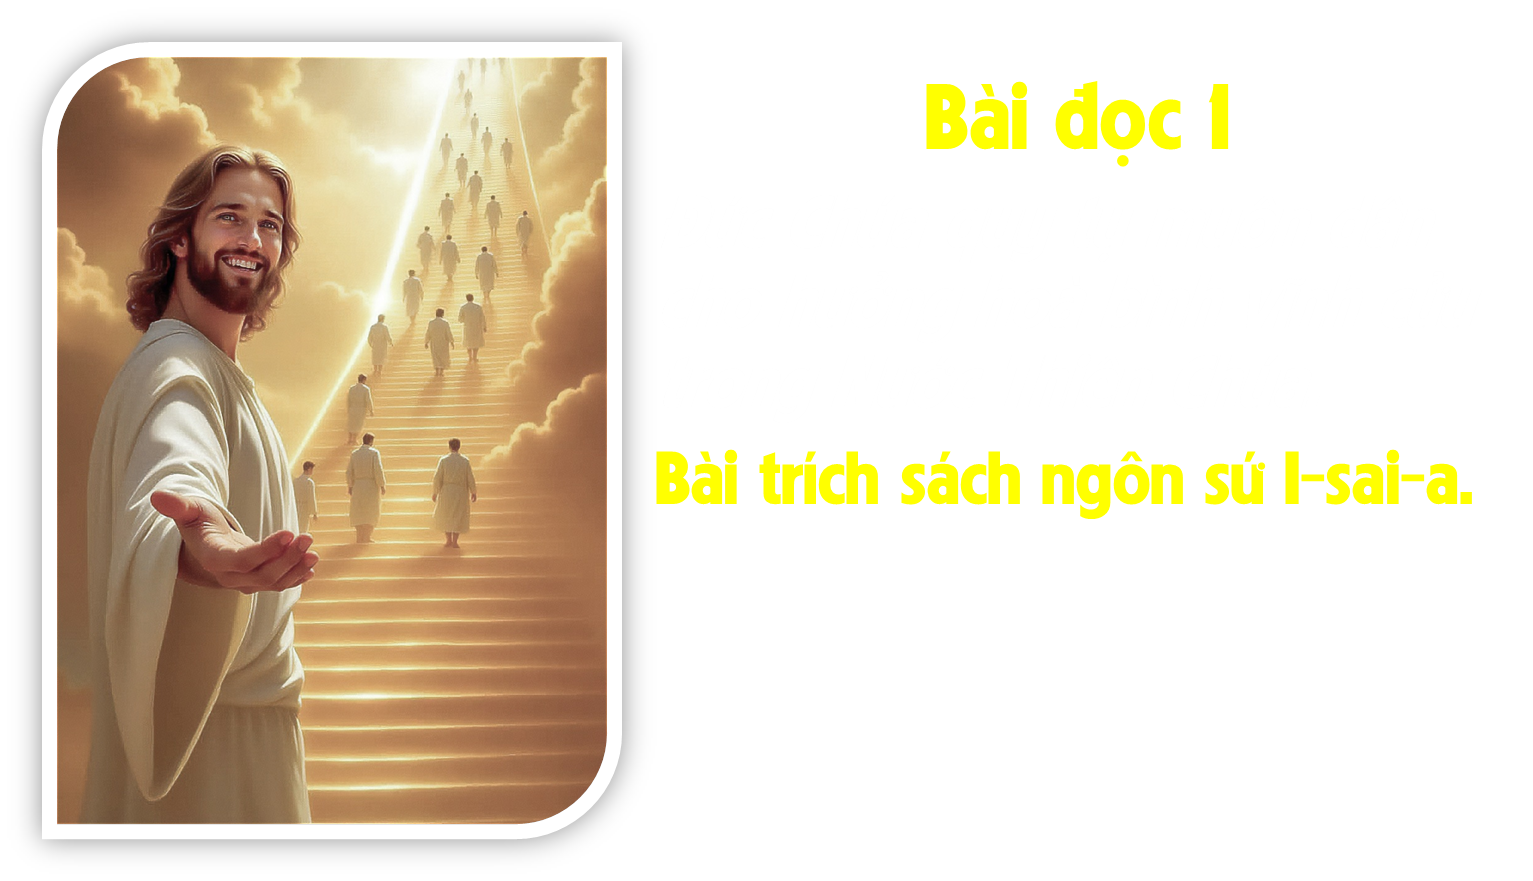 Bài đọc 1
Bài trích sách ngôn sứ I-sai-a.